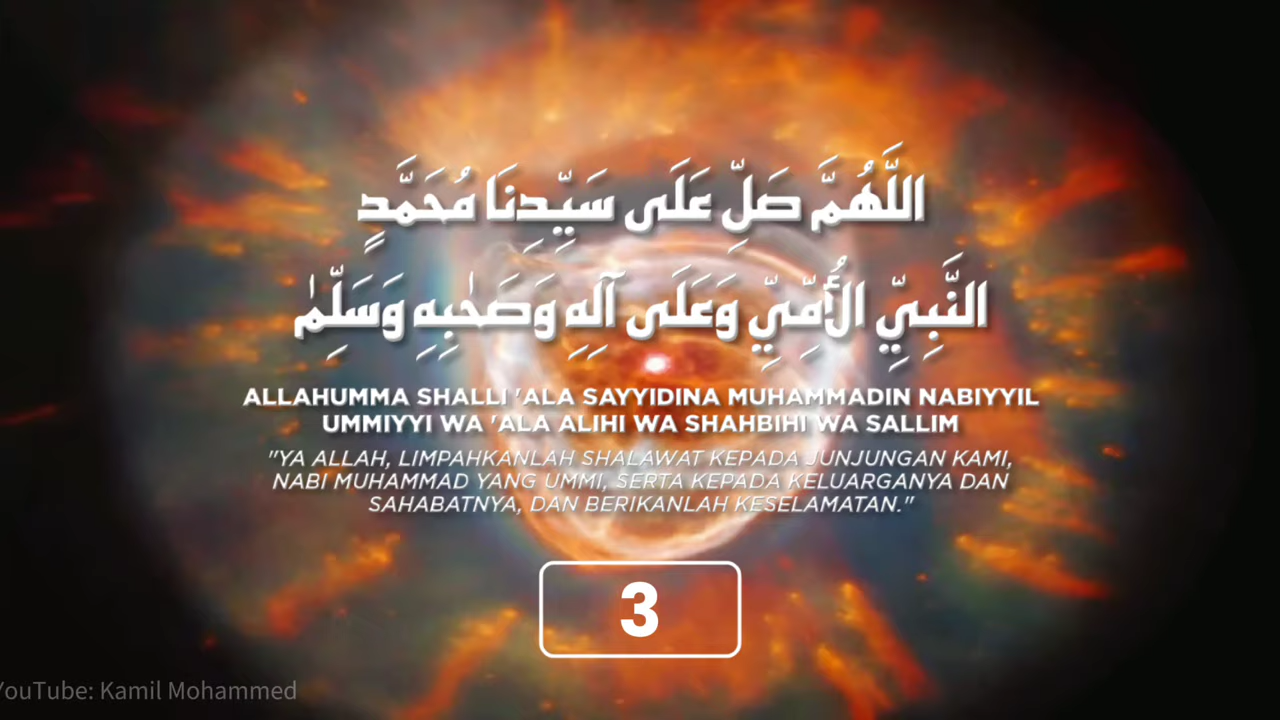 اللَّهُمَّ صَلِّ عَلَى سَيِّدِنَا مُحَمَّدٍ
النَّبِيِّ الأُمِّيِّ وَعَلَى آلِهِ وَصَحْبِهِ وَسَلِّمْ
ALLAHUMMA SHALLI 'ALA SAYYIDINA MUHAMMADIN NABIYYIL
UMMIYYI WA 'ALA ALIHI WA SHAHBIHI WA SALLIM
"YA ALLAH, LIMPAHKANLAH SHALAWAT KEPADA JUNJUNGAN KAMI,
NABI MUHAMMAD YANG UMMI, SERTA KEPADA KELUARGANYA DAN
SAHABATNYA, DAN BERIKANLAH KESELAMATAN."
3
YouTube: Kamil Mohammed